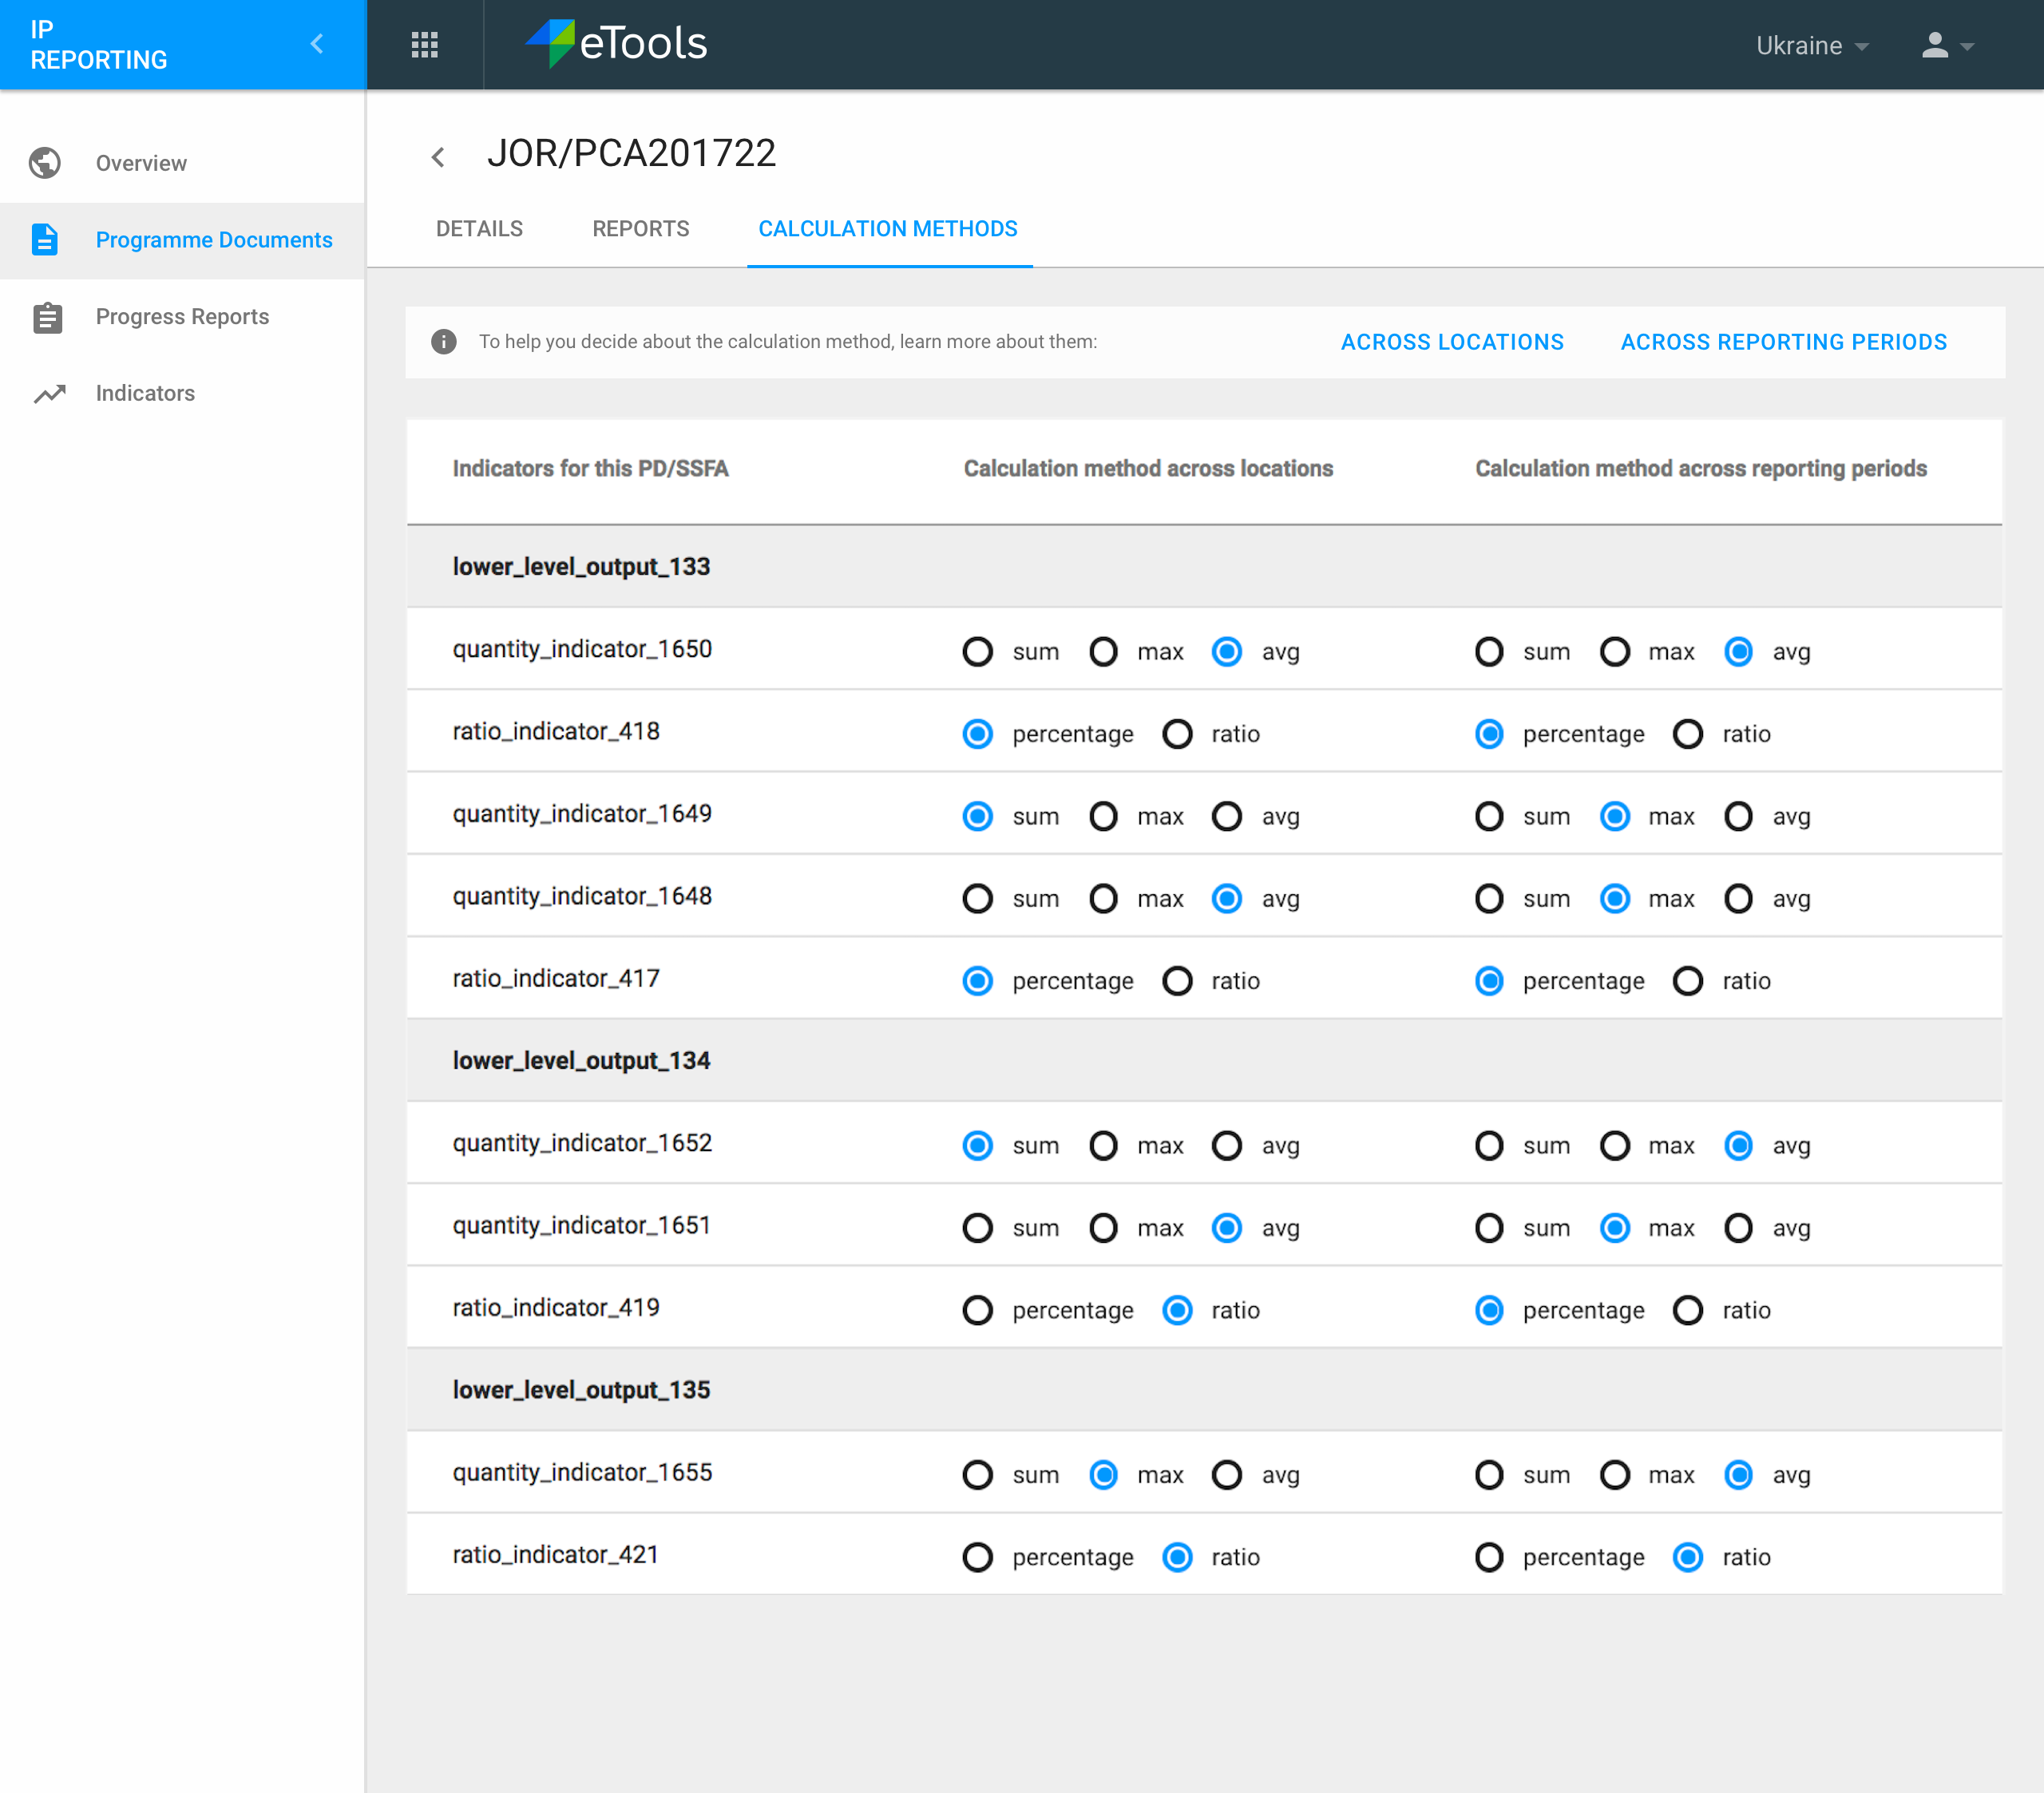 IP
REPORTING
eTools
Ukraine
Overview
Programme Documents
Progress Reports
Indicators
JOR/PCA201722
DETAILS REPORTS CALCULATION METHODS
To help you decide about the calculation method, learn more about them: ACROSS LOCATIONS ACROSS REPORTING PERIODS
Indicators for this PD/SSFA Calculation method across locations Calculation method across reporting periods
lower_level_output_133
quantity_indicator_1650 sum max avg sum max avg
ratio_indicator_418 percentage ratio percentage ratio
quantity_indicator_1649 sum max avg sum max avg
quantity_indicator_1648 sum max avg sum max avg
ratio_indicator_417 percentage ratio percentage ratio
lower_level_output_134
quantity_indicator_1652 sum max avg sum max avg
quantity_indicator_1651 sum max avg sum max avg
ratio_indicator_419 percentage ratio percentage ratio
lower_level_output_135
quantity_indicator_1655 sum max avg sum max avg
ratio_indicator_421 percentage ratio percentage ratio